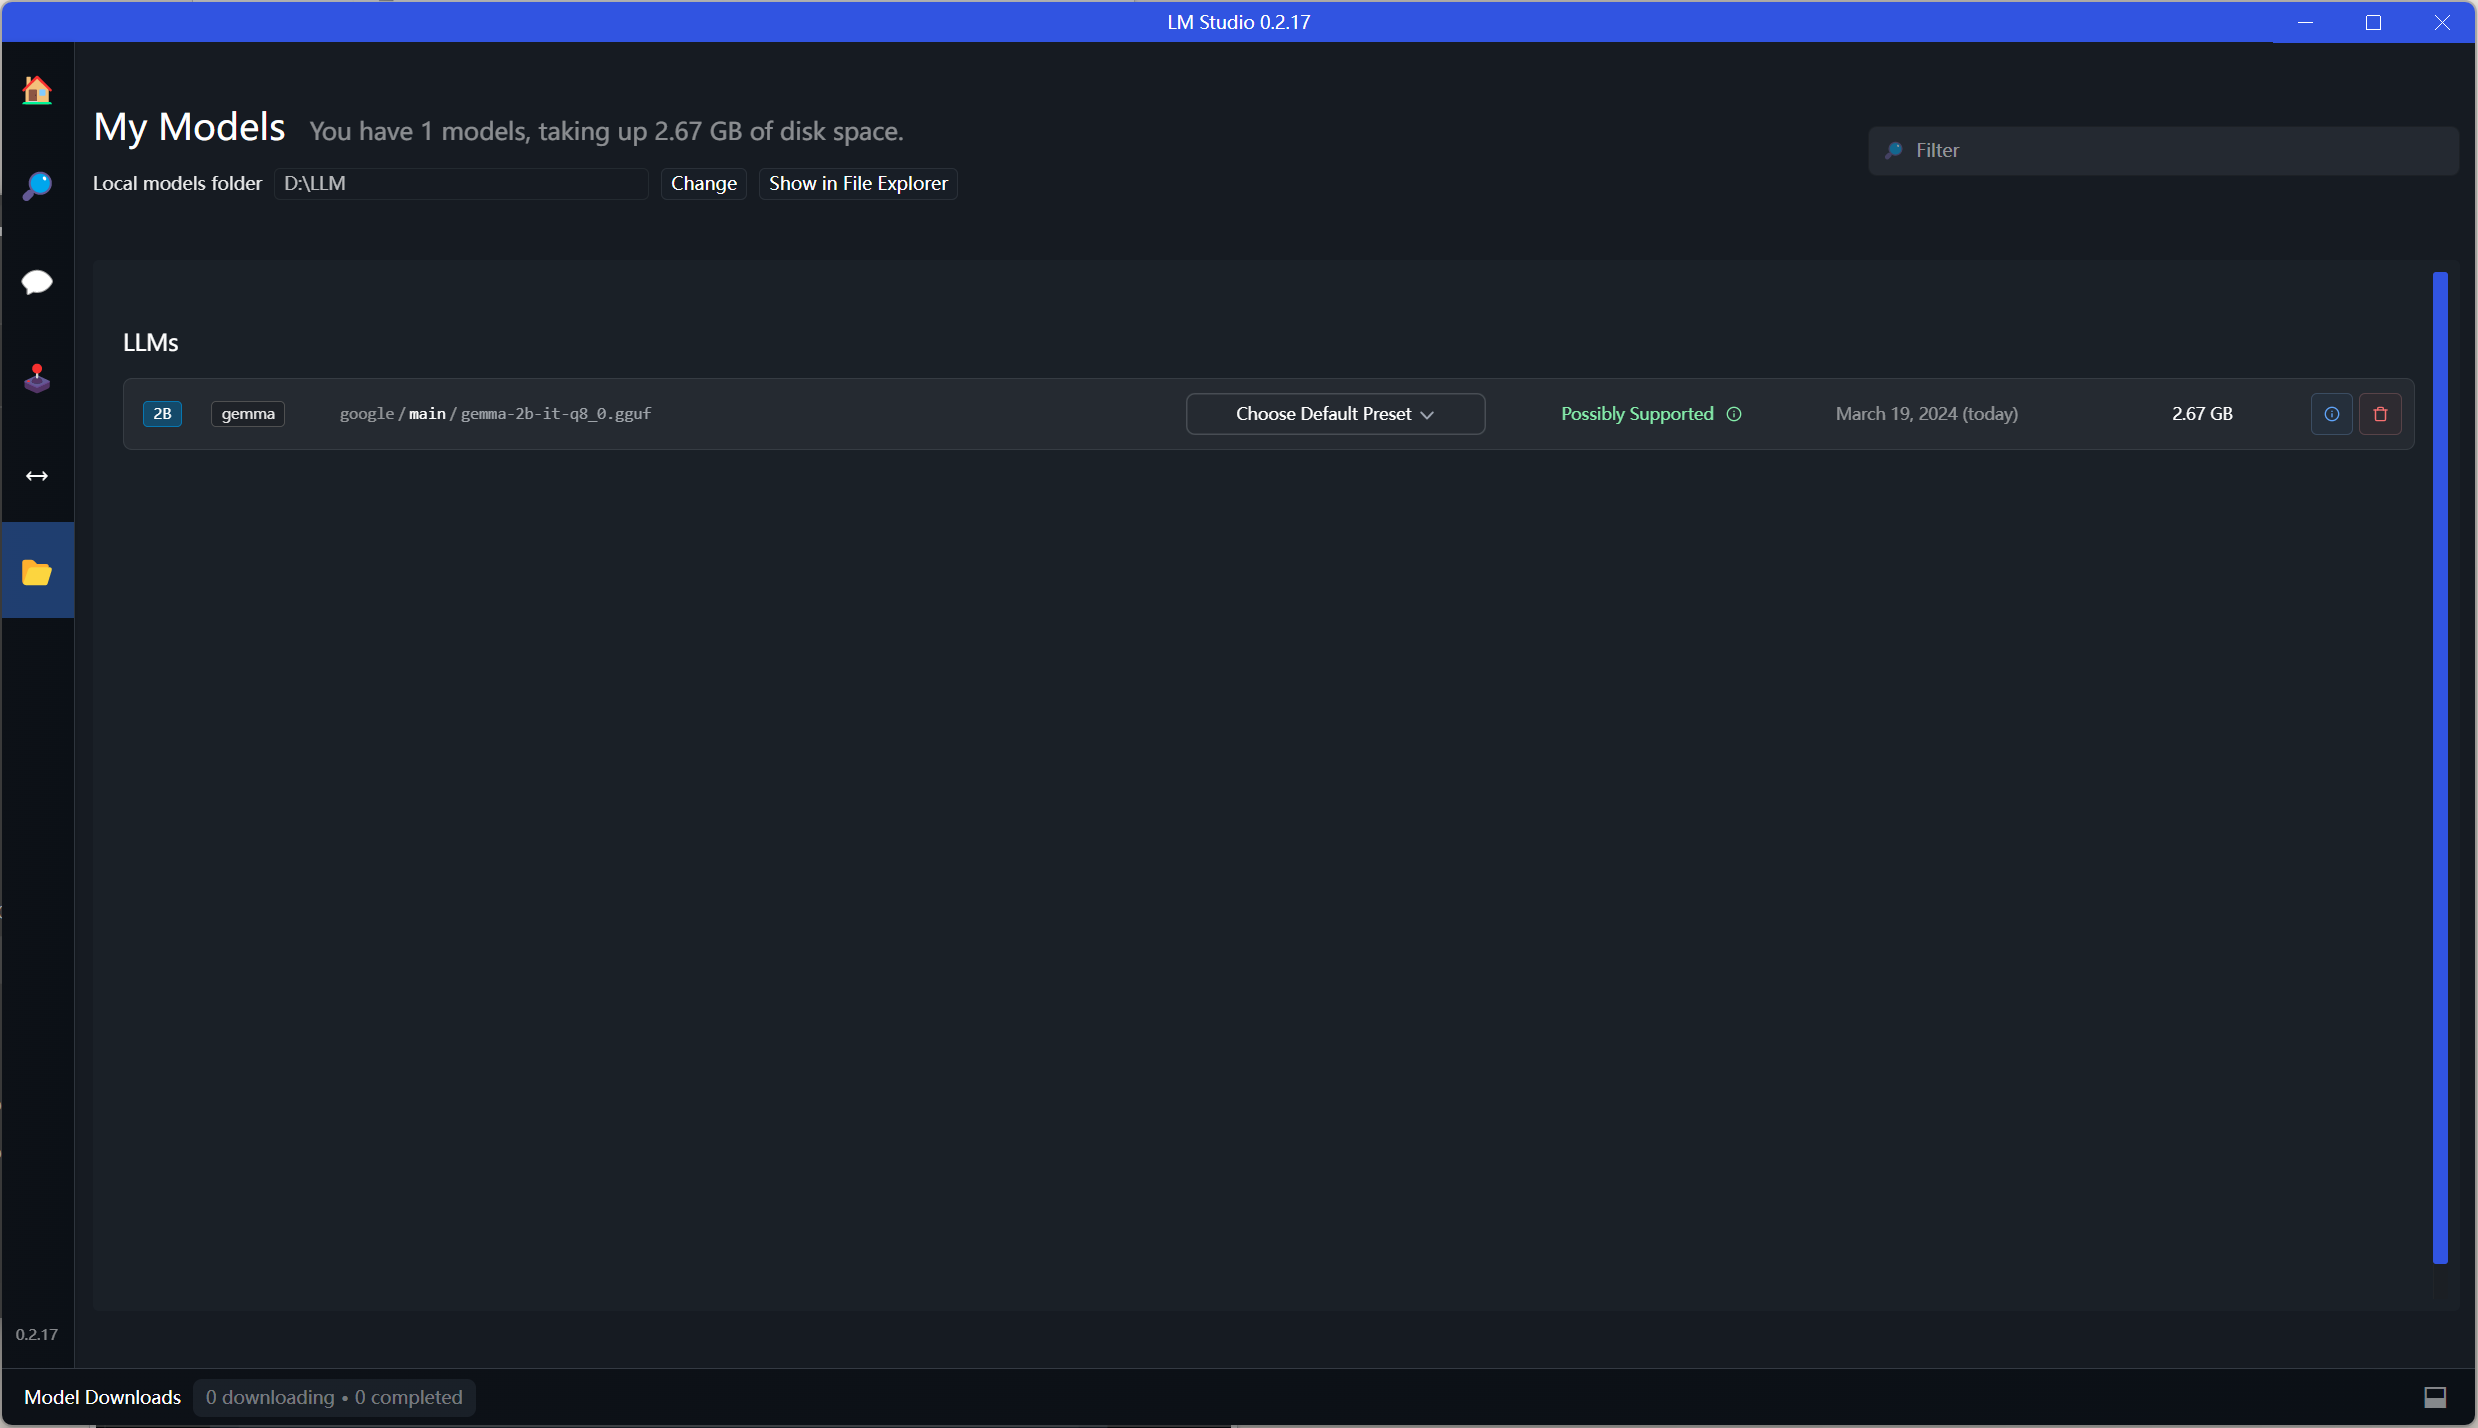 LM Studio 0.2.17
My Models You have 1 models, taking up 2.67 GB of disk space.
Filter
Local models folder D:\LLM Change Show in File Explorer
LLMs
2B gemma google/main/gemma-2b-it-q8_0.gguf Choose Default Preset Possibly Supported March 19, 2024 (today) 2.67 GB
0.2.17
Model Downloads 0 downloading • 0 completed